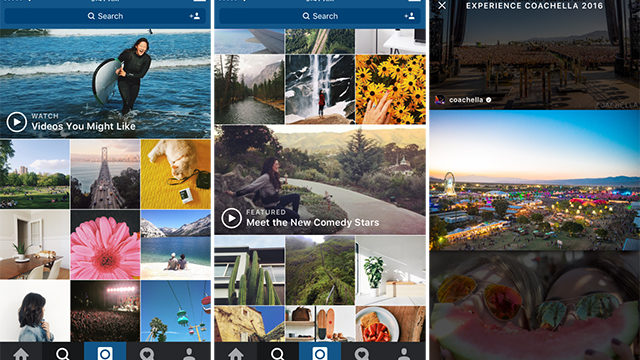 Search
WATCH
Videos You Might Like
Search
FEATURED
Meet the New Comedy Stars
EXPERIENCE COACHELLA 2016
coachella